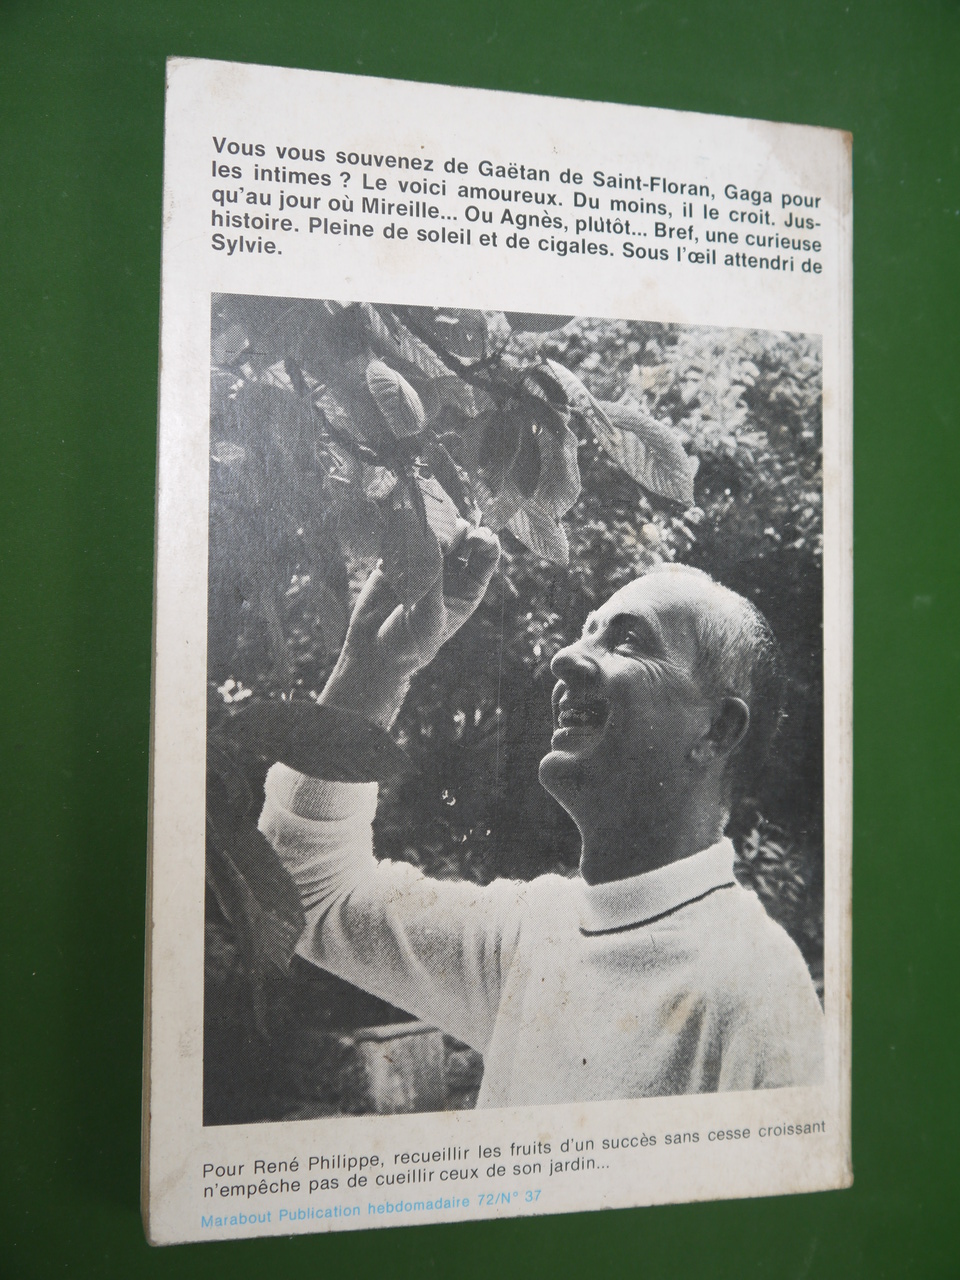 Vous vous souvenez de Gaëtan de Saint-Floran, Gaga pour
les intimes ? Le voici amoureux. Du moins, il le croit. Jus-
qu'au jour où Mireille... Ou Agnès, plutôt... Bref, une curieuse
histoire. Pleine de soleil et de cigales. Sous l'œil attendri de
Sylvie.
Pour René Philippe, recueillir les fruits d'un succès sans cesse croissant
n'empêche pas de cueillir ceux de son jardin...
Marabout Publication hebdomadaire 72/N° 37